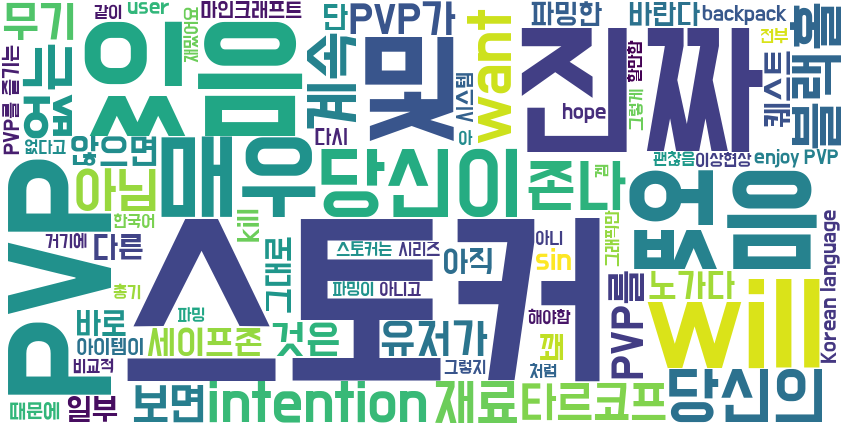 무기
같이
user
마인크래프트
단
PVP가
파밍한
바란다
backpack
블랙홀
재밌어요
전부
PVP를 즐기는
없는
있음
계속
뭣
want
진짜
퀘스트
시스템
hope
그렇게
할만함
없다고
않으면
매우
다시
아
당신이
존나
괜찮음
이상현상
enjoy PVP
아님
한국어
kill
없음
겜
그래픽만
PVP
스토커
거기에
다른
그대로
스토커는
시리즈
아직
아니
sin
노가다
Korean language
총기
파밍이
아니고
PVP를
will
바로
파밍
해야함
아이템이
세이프존
것은
유저가
꽤
비교적
그렇지
처럼
때문에
일부
보면
intention
재료
타르코프
당신의